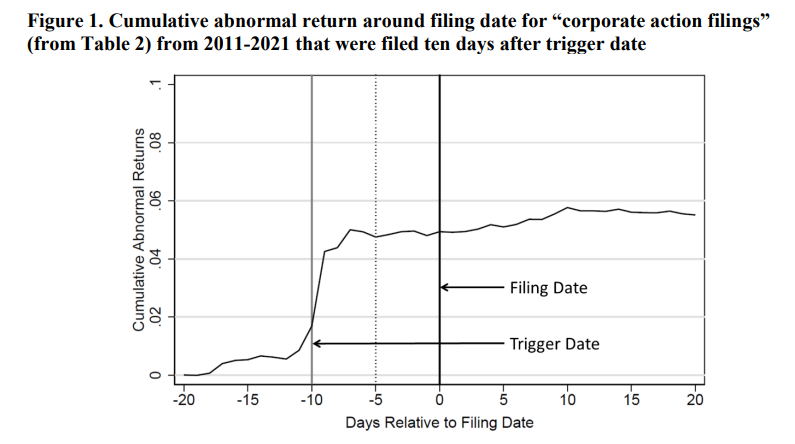 Figure 1. Cumulative abnormal return around filing date for “corporate action filings”
(from Table 2) from 2011-2021 that were filed ten days after trigger date
Cumulative Abnormal Returns
.1
.08
.06
.04
.02
0
Filing Date
Trigger Date
-20 -15 -10 -5 0 5 10 15 20
Days Relative to Filing Date